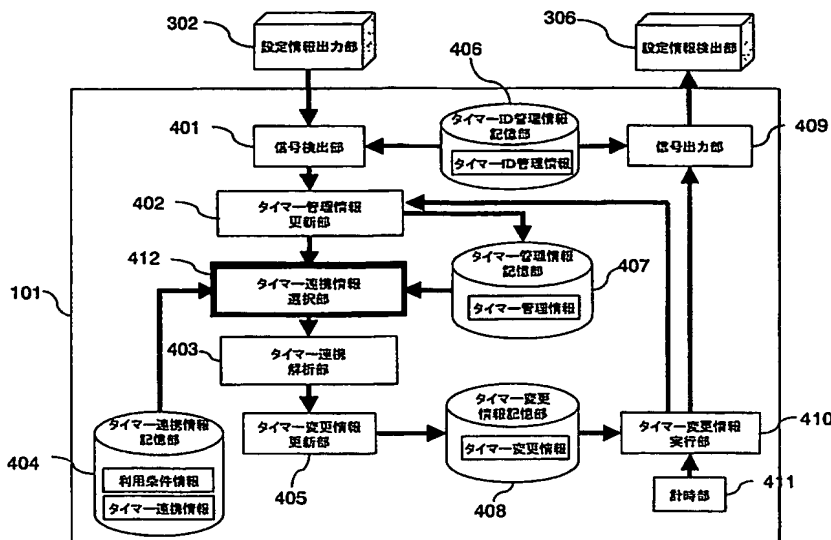 302
306
設定情報出力部
設定情報検出部
406
401
409
タイマーID管理情報
記憶部
信号検出部
タイマーID管理情報
信号出力部
402
タイマー管理情報
更新部
412
タイマー管理情報
記憶部
407
タイマー連携情報
選択部
101
タイマー管理情報
403
タイマー連携
解析部
タイマー変更
情報記憶部
タイマー連携情報
記憶部
タイマー変更情報
更新部
タイマー変更情報
タイマー変更情報
実行部
410
404
利用条件情報
405
計時部
411
タイマー連携情報
408